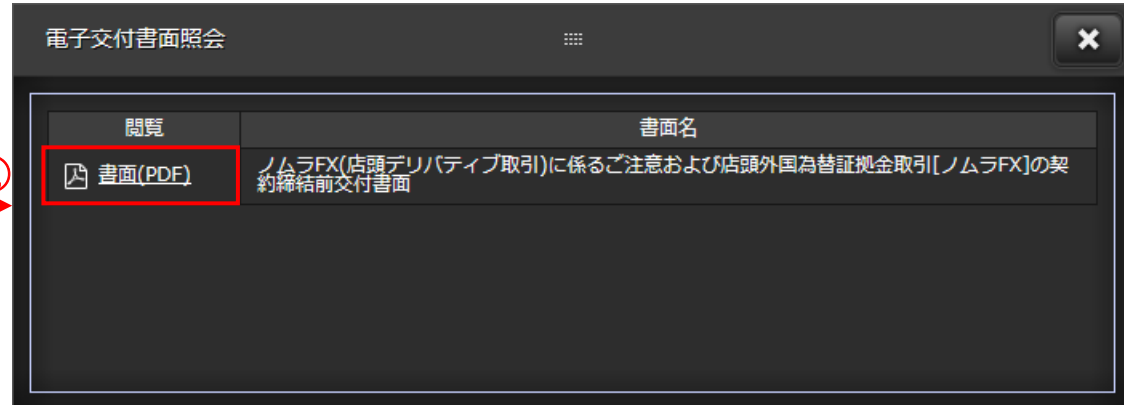 電子交付書面照会
閲覧 書面名
書面(PDF) ノムラFX(店頭デリバティブ取引)に係るご注意および店頭外国為替証拠金取引[ノムラFX]の契
約締結前交付書面